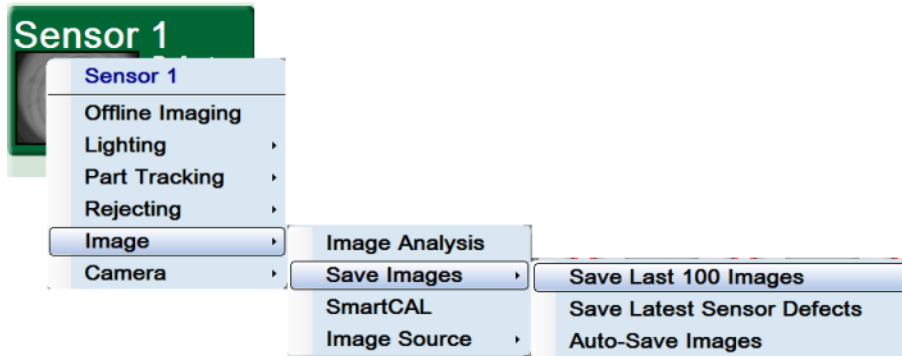 Sensor 1
Sensor 1
Offline Imaging
Lighting
Part Tracking
Rejecting
Image
Camera
Image Analysis
Save Images
SmartCAL
Image Source
Save Last 100 Images
Save Latest Sensor Defects
Auto-Save Images